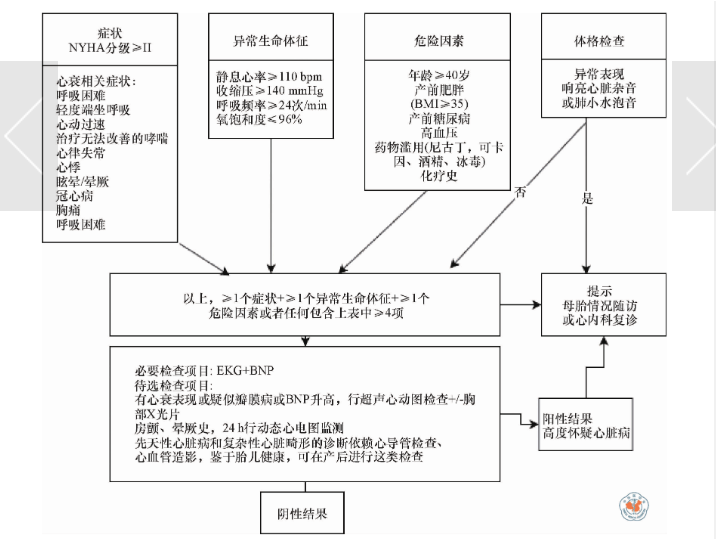 症状
NYHA分级≥II
心衰相关症状:
呼吸困难
轻度端坐呼吸
心动过速
治疗无法改善的哮喘
心律失常
心悸
眩晕/晕厥
冠心病
胸痛
呼吸困难
异常生命体征
静息心率≥110 bpm
收缩压≥140 mmHg
呼吸频率≥24次/min
氧饱和度≤96%
危险因素
年龄≥40岁
产前肥胖
(BMI≥35)
产前糖尿病
高血压
药物滥用(尼古丁，可卡
因、酒精、冰毒)
化疗史
体格检查
异常表现
响亮心脏杂音
或肺小水泡音
否
是
以上，≥1个症状+≥1个异常生命体征+≥1个
危险因素或者任何包含上表中≥4项
提示
母胎情况随访
或心内科复诊
必要检查项目: EKG+BNP
待选检查项目:
有心衰表现或疑似瓣膜病或BNP升高，行超声心动图检查+/-胸
部X光片
房颤、晕厥史，24 h行动态心电图监测
先天性心脏病和复杂性心脏畸形的诊断依赖心导管检查、
心血管造影，鉴于胎儿健康，可在产后进行这类检查
阳性结果
高度怀疑心脏病
阴性结果